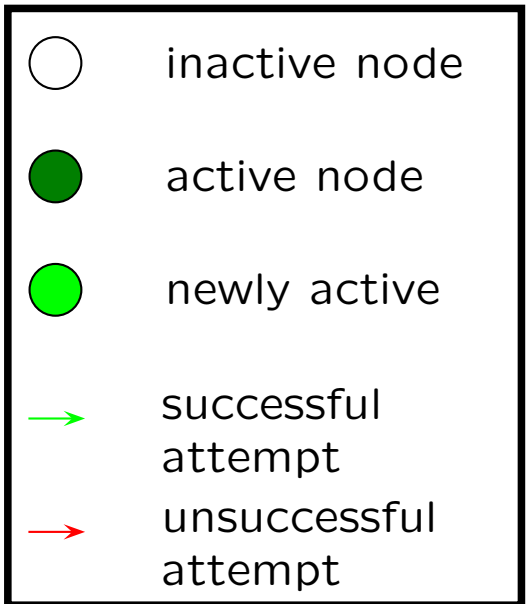 inactive node
active node
newly active
successful
attempt
unsuccessful
attempt